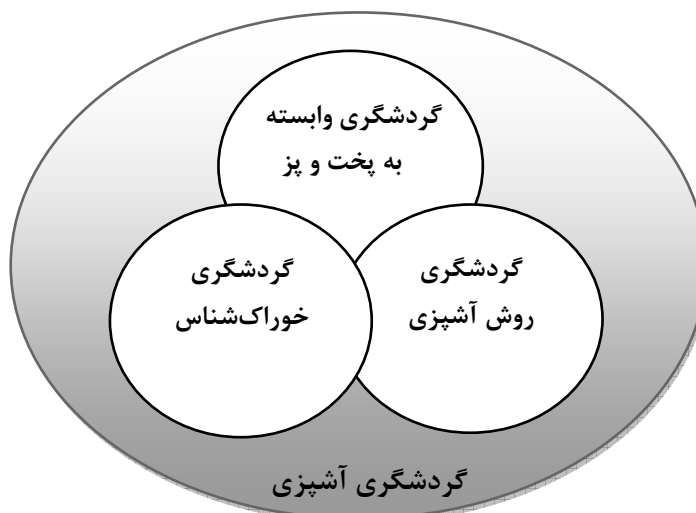 گردشگری وابسته
به پخت و پز
گردشگری
روش آشپزی
گردشگری
خوراک‌شناس
گردشگری آشپزی